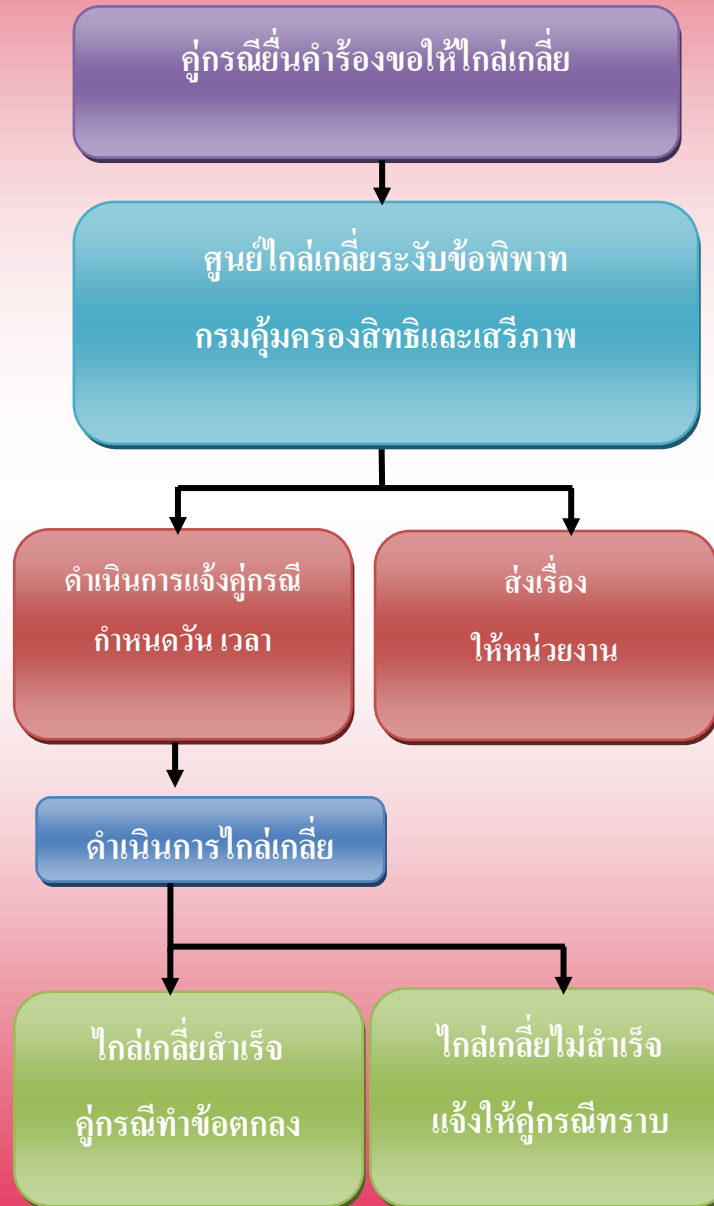 คู่กรณียื่นคำร้องขอให้ไกล่เกลี่ย
ศูนย์ไกล่เกลี่ยระงับข้อพิพาท
กรมคุ้มครองสิทธิและเสรีภาพ
ดำเนินการแจ้งคู่กรณี
กำหนดวัน เวลา
ส่งเรื่อง
ให้หน่วยงาน
ดำเนินการไกล่เกลี่ย
ไกล่เกลี่ยสำเร็จ
คู่กรณีทำข้อตกลง
ไกล่เกลี่ยไม่สำเร็จ
แจ้งให้คู่กรณีทราบ